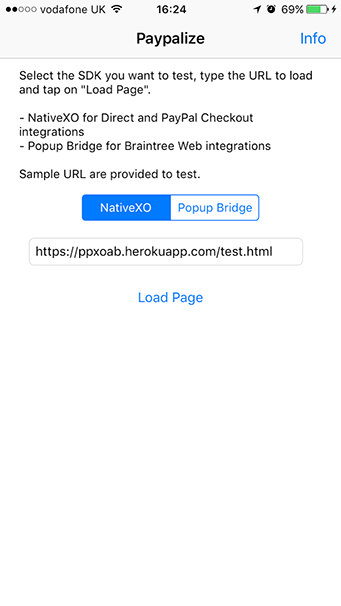 vodafone UK 16:24 69%
Paypalize Info
Select the SDK you want to test, type the URL to load
and tap on "Load Page".
- NativeXO for Direct and PayPal Checkout
integrations
- Popup Bridge for Braintree Web integrations
Sample URL are provided to test.
NativeXO Popup Bridge
https://ppxoab.herokuapp.com/test.html
Load Page